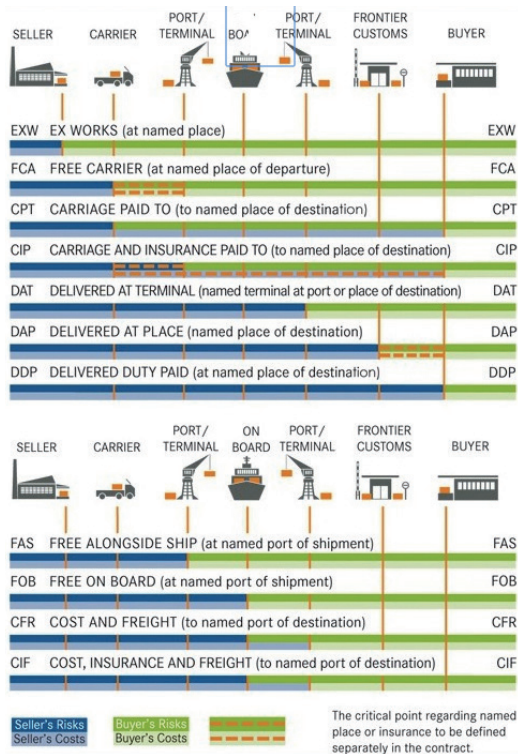 PORT/ PORT/ FRONTIER
SELLER CARRIER TERMINAL TERMINAL CUSTOMS BUYER
EXW EX WORKS (at named place) EXW
FCA FREE CARRIER (at named place of departure) FCA
CPT CARRIAGE PAID TO (to named place of destination) CPT
CIP CARRIAGE AND INSURANCE PAID TO (to named place of destination) CIP
DAT DELIVERED AT TERMINAL (named terminal at port or place of destination) DAT
DAP DELIVERED AT PLACE (named place of destination) DAP
DDP DELIVERED DUTY PAID (at named place of destination) DDP
PORT/ ON PORT/ FRONTIER
SELLER CARRIER TERMINAL BOARD TERMINAL CUSTOMS BUYER
FAS FREE ALONGSIDE SHIP (at named port of shipment) FAS
FOB FREE ON BOARD (at named port of shipment) FOB
CFR COST AND FREIGHT (to named port of destination) CFR
CIF COST, INSURANCE AND FREIGHT (to named port of destination) CIF
Seller's Risks Buyer's Risks
Seller's Costs Buyer's Costs
The critical point regarding named
place or insurance to be defined
separately in the contract.